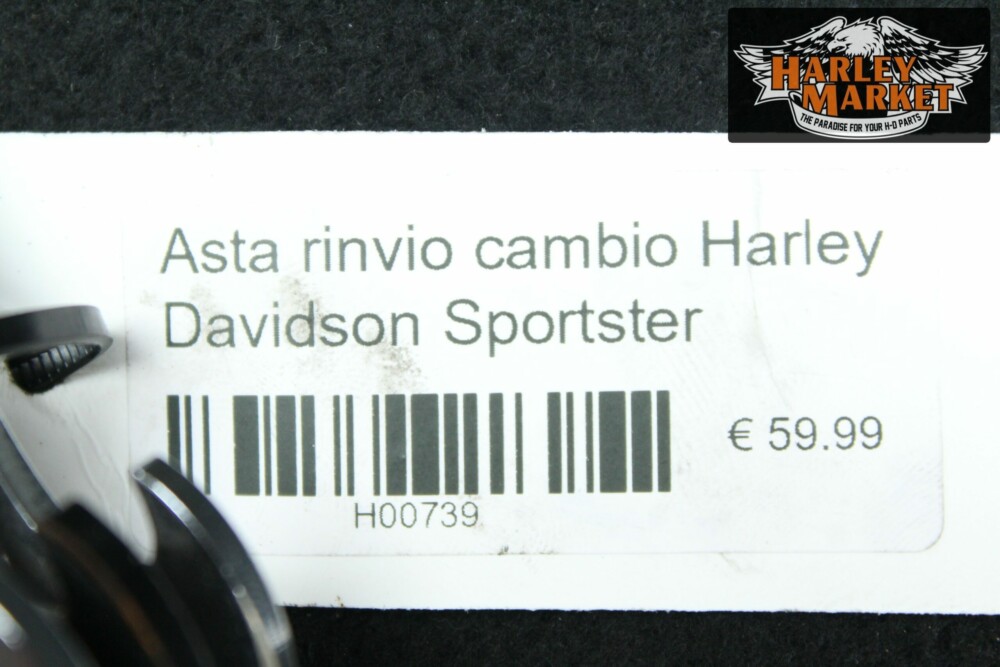 HARLEY
MARKET
THE PARADISE FOR YOUR H-D PARTS
Asta rinvio cambio Harley
Davidson Sportster
€ 59.99
H00739